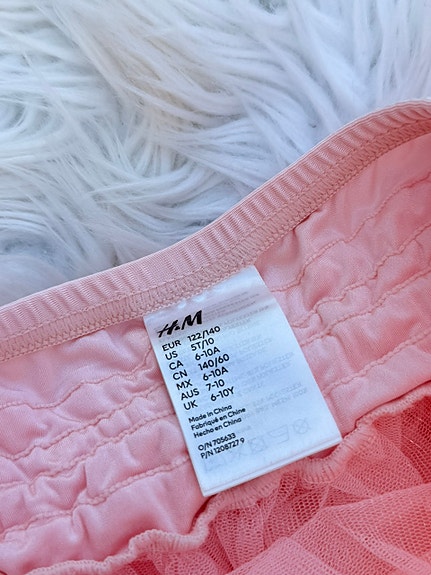 H&M
EUR 122/140
US 5T/10
CA 6-10A
CN 140/60
MX 6-10A
AUS 7-10
UK 6-10Y
Made in China
Fabriqué en Chine
Hecho en China
O/N 705633
P/N 1208727 9